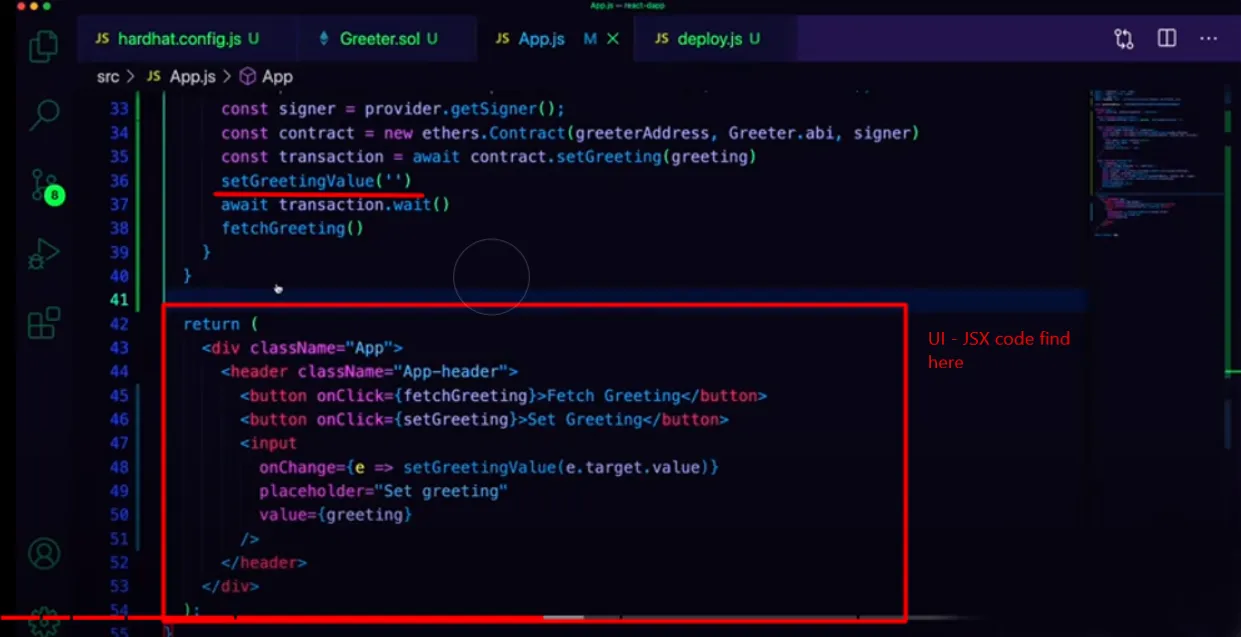 App.js — react-dapp
JS hardhat.config.js U
Greeter.sol U
JS App.js M
JS deploy.js U
src > JS App.js > App
33 const signer = provider.getSigner();
34 const contract = new ethers.Contract(greeterAddress, Greeter.abi, signer)
35 const transaction = await contract.setGreeting(greeting)
36 setGreetingValue('')
37 await transaction.wait()
38 fetchGreeting()
39 }
40 }
41
42 return (
43 <div className="App">
44 <header className="App-header">
45 <button onClick={fetchGreeting}>Fetch Greeting</button>
46 <button onClick={setGreeting}>Set Greeting</button>
47 <input
48 onChange={e => setGreetingValue(e.target.value)}
49 placeholder="Set greeting"
50 value={greeting}
51 />
52 </header>
53 </div>
54 );
55 }
8
UI - JSX code find
here